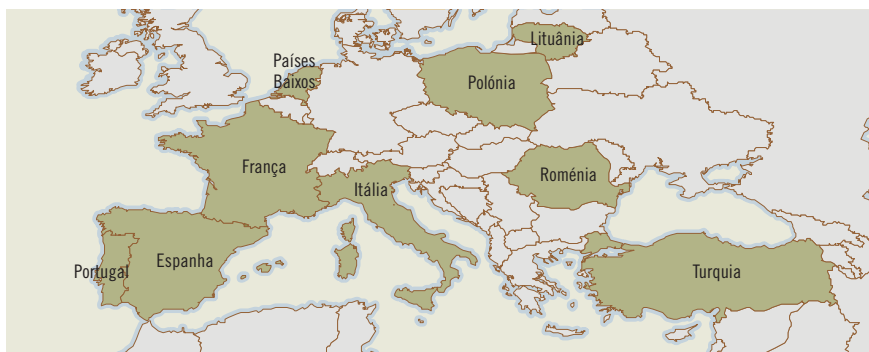 Lituânia
Países
Baixos
Polónia
França
Roménia
Itália
Portugal
Espanha
Turquia